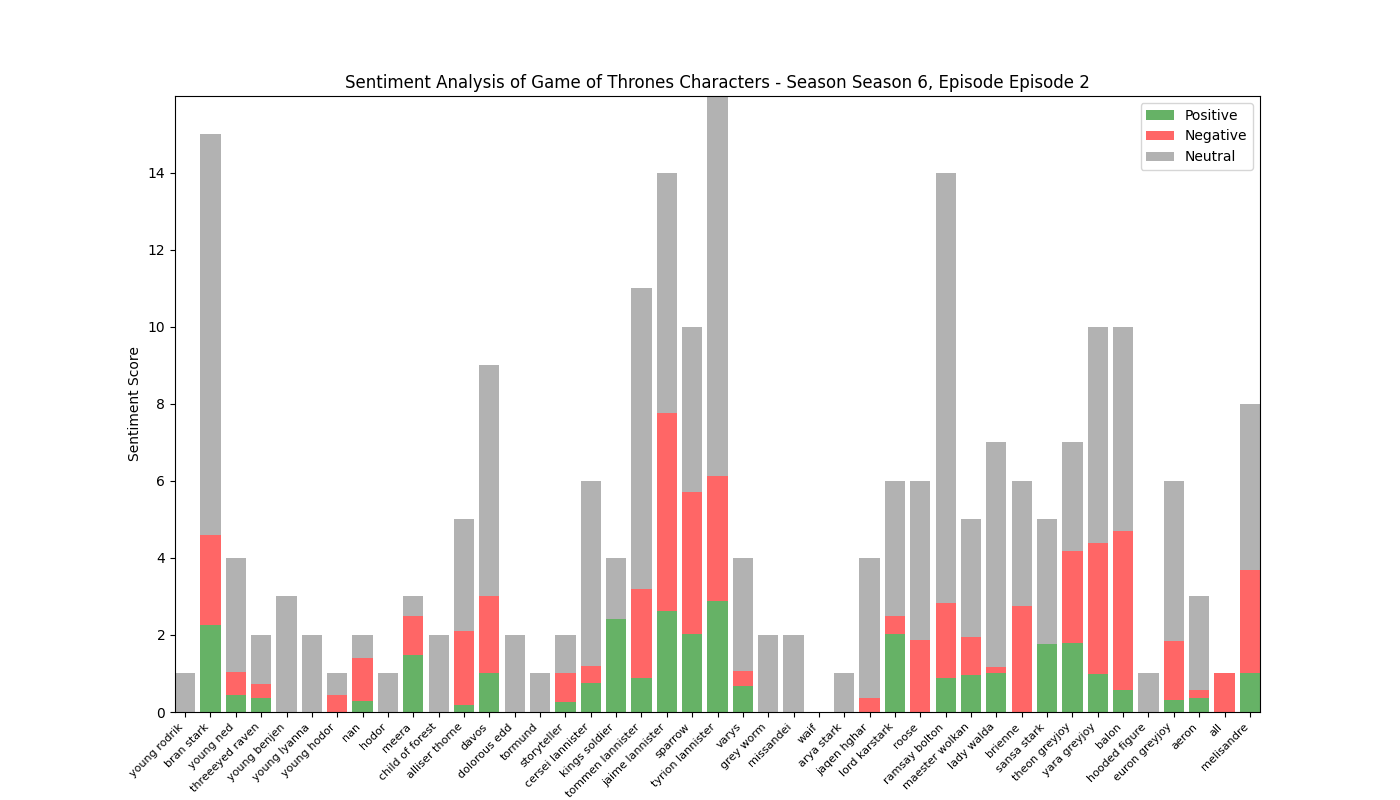 Sentiment Analysis of Game of Thrones Characters - Season Season 6, Episode Episode 2
Positive
Negative
Neutral
Sentiment Score
14
12
10
8
6
4
2
0
young rodrik
bran stark
young ned
threeeyed raven
young benjen
young lyanna
young hodor
nan
hodor
meera
child of forest
alliser thorne
davos
dolorous edd
tormund
storyteller
cersei lannister
kings soldier
tommen lannister
jaime lannister
sparrow
tyrion lannister
varys
grey worm
missandei
waif
arya stark
jaqen hghar
lord karstark
roose
ramsay bolton
maester wolkan
lady walda
brienne
sansa stark
theon greyjoy
yara greyjoy
balon
hooded figure
euron greyjoy
aeron
all
melisandre